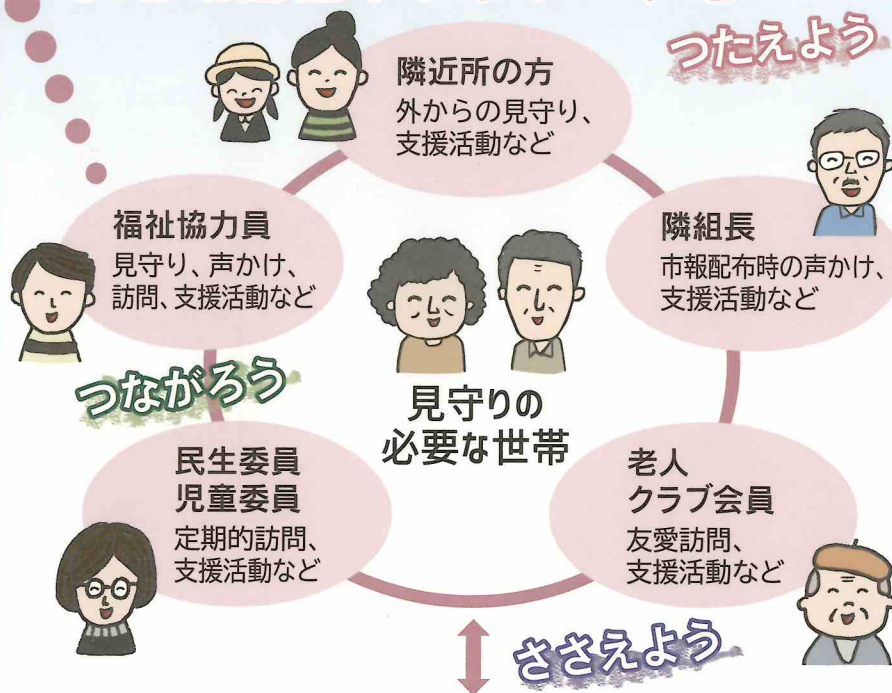 つたえよう
隣近所の方
外からの見守り、
支援活動など
福祉協力員
見守り、声かけ、
訪問、支援活動など
隣組長
市報配布時の声かけ、
支援活動など
つながろう
見守りの
必要な世帯
民生委員
児童委員
定期的訪問、
支援活動など
老人
クラブ会員
友愛訪問、
支援活動など
ささえよう